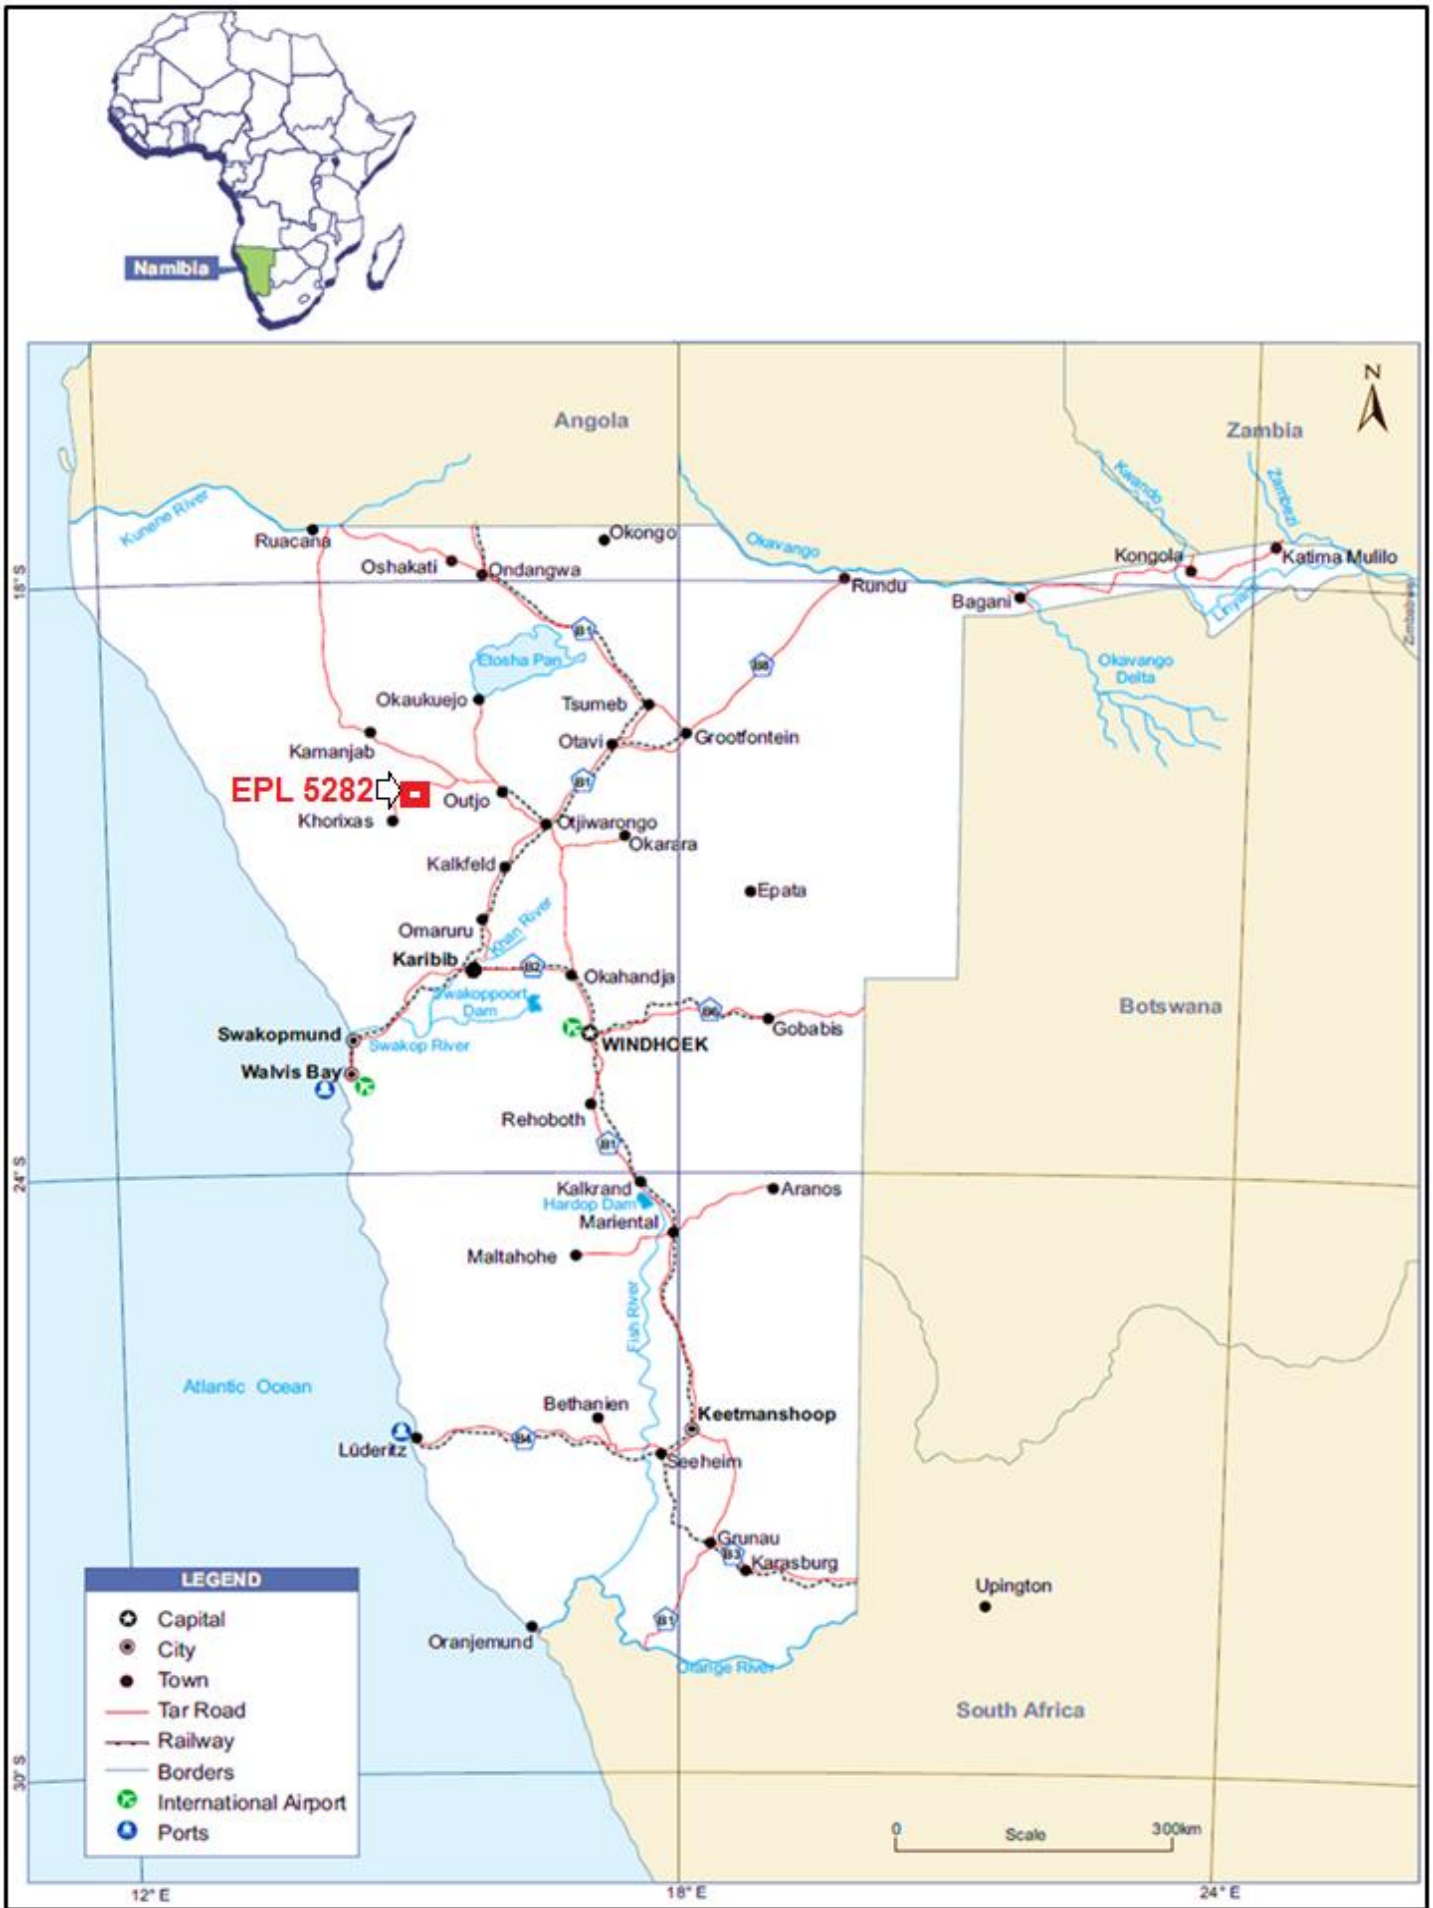 Namibia
N
Angola
Zambia
Kunene River
Kwando
Zambezi
Ruacana
Okongo
Okavango
Oshakati
Ondangwa
Kongola
Katima Mulilo
18° S
Rundu
Bagani
Linyanti
B1
Etosha Pan
B8
Okavango
Delta
Okaukuejo
Tsumeb
Kamanjab
Otavi
Grootfontein
EPL 5282
Outjo
B1
Khorixas
Otjiwarongo
Okarara
Kalkfeld
Epata
Omaruru
Khan River
Karibib
B2
Okahandja
Swakoppoort
Dam
B6
Botswana
Swakopmund
Swakop River
WINDHOEK
Gobabis
Walvis Bay
Rehoboth
B1
24° S
Kalkrand
Aranos
Hardop Dam
Mariental
Maltahohe
Fish River
Atlantic Ocean
Bethanien
Keetmanshoop
Lüderitz
B4
Seeheim
Grunau
B3
Karasburg
Upington
B1
Oranjemund
Orange River
South Africa
30° S
LEGEND
Capital
City
Town
Tar Road
Railway
Borders
International Airport
Ports
0
Scale
300km
12° E
18° E
24° E